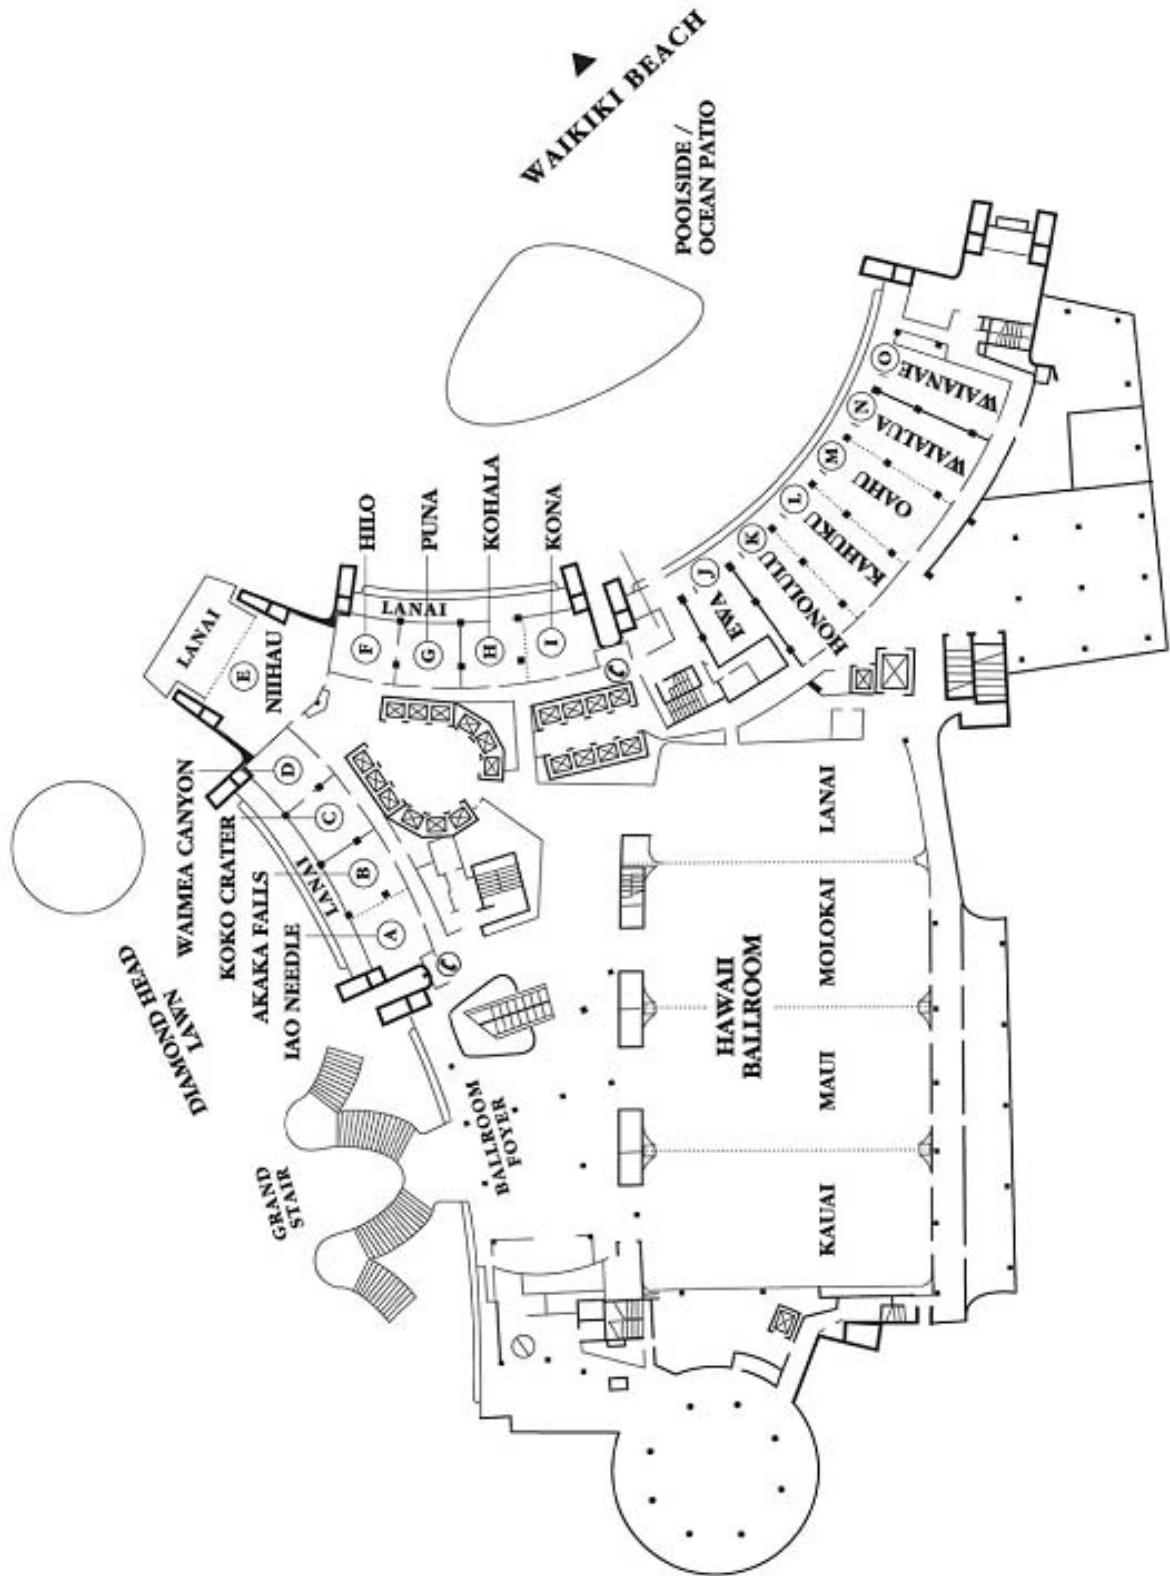 WAIKIKI BEACH
POOLSIDE /
OCEAN PATIO
HILO
PUNA
KOHALA
KONA
LANAI
F
G
H
I
LANAI
E
NIIHAU
WAIMEA CANYON
KOKO CRATER
AKAKA FALLS
IAO NEEDLE
D
C
B
A
LANAI
DIAMOND HEAD
LAWN
GRAND
STAIR
BALLROOM
FOYER
J
EWA
K
HONOLULU
L
KAHUKU
M
OAHU
N
WAIALUA
O
WAIANAE
HAWAII
BALLROOM
LANAI
MOLOKAI
MAUI
KAUAI